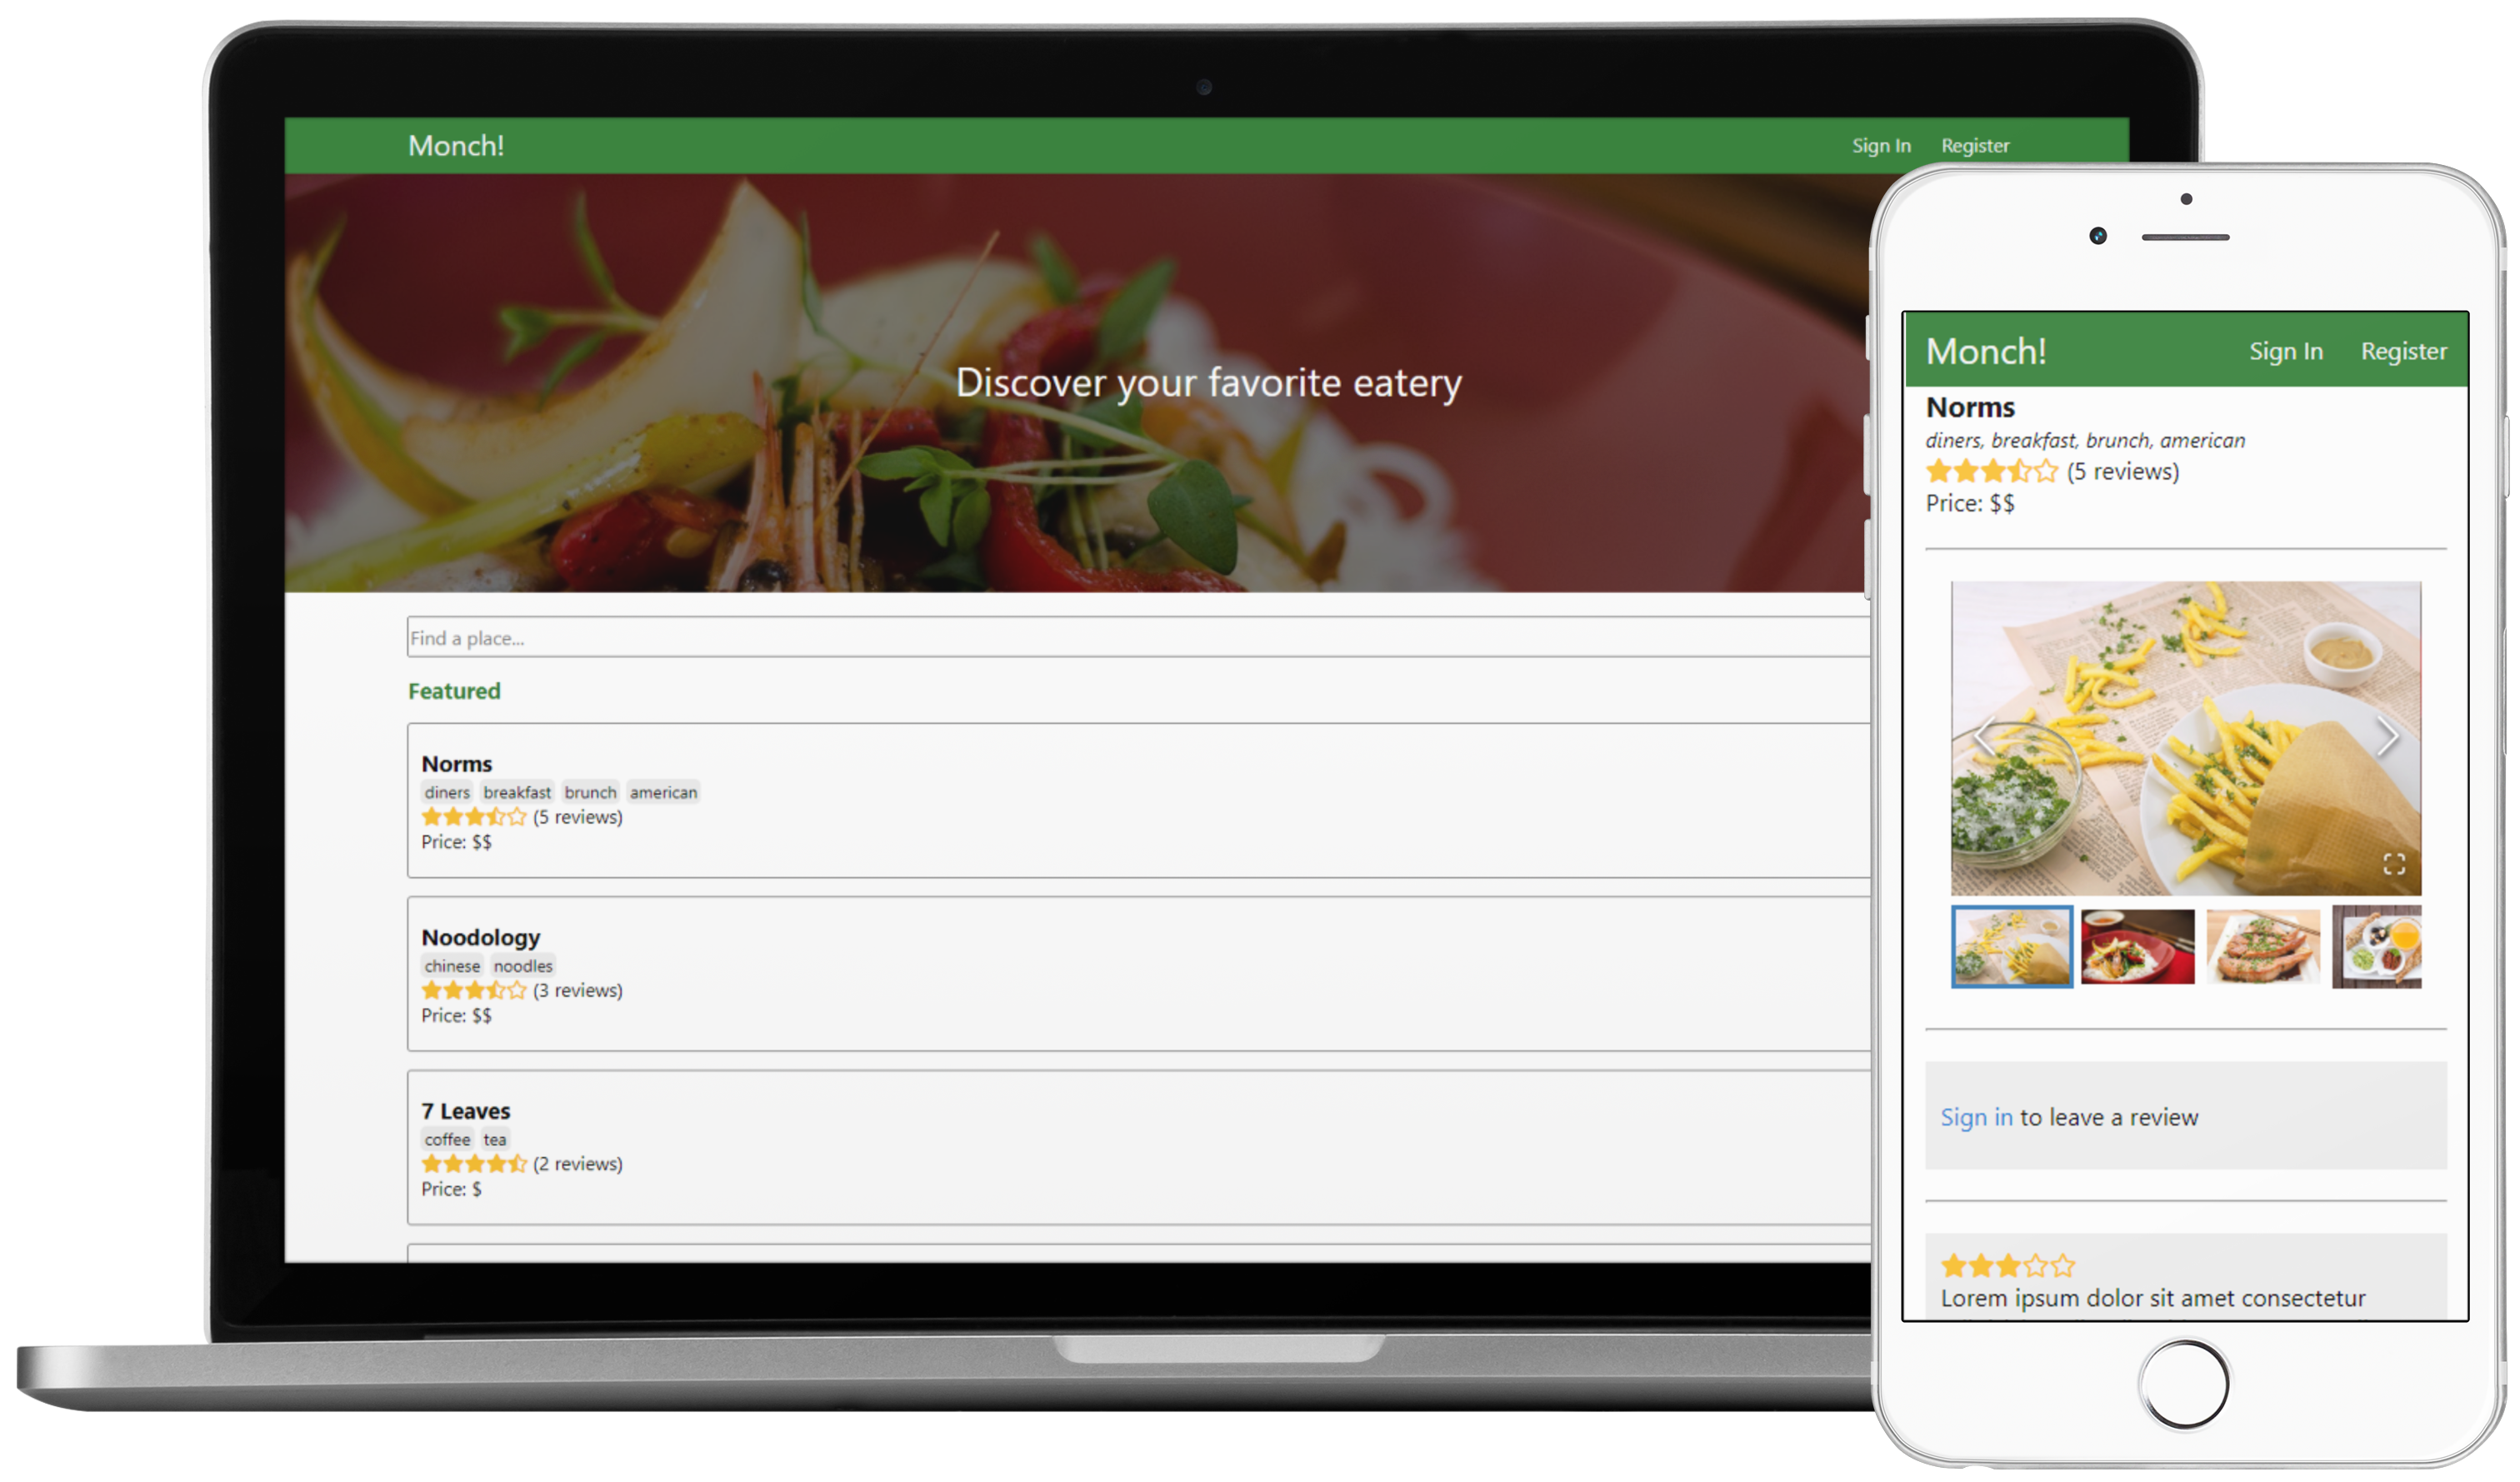 Monch!
Sign In Register
Discover your favorite eatery
Find a place...
Featured
Norms
diners breakfast brunch american
(5 reviews)
Price: $$
Noodology
chinese noodles
(3 reviews)
Price: $$
7 Leaves
coffee tea
(2 reviews)
Price: $
Monch! Sign In Register
Norms
diners, breakfast, brunch, american
(5 reviews)
Price: $$
Sign in to leave a review
Lorem ipsum dolor sit amet consectetur